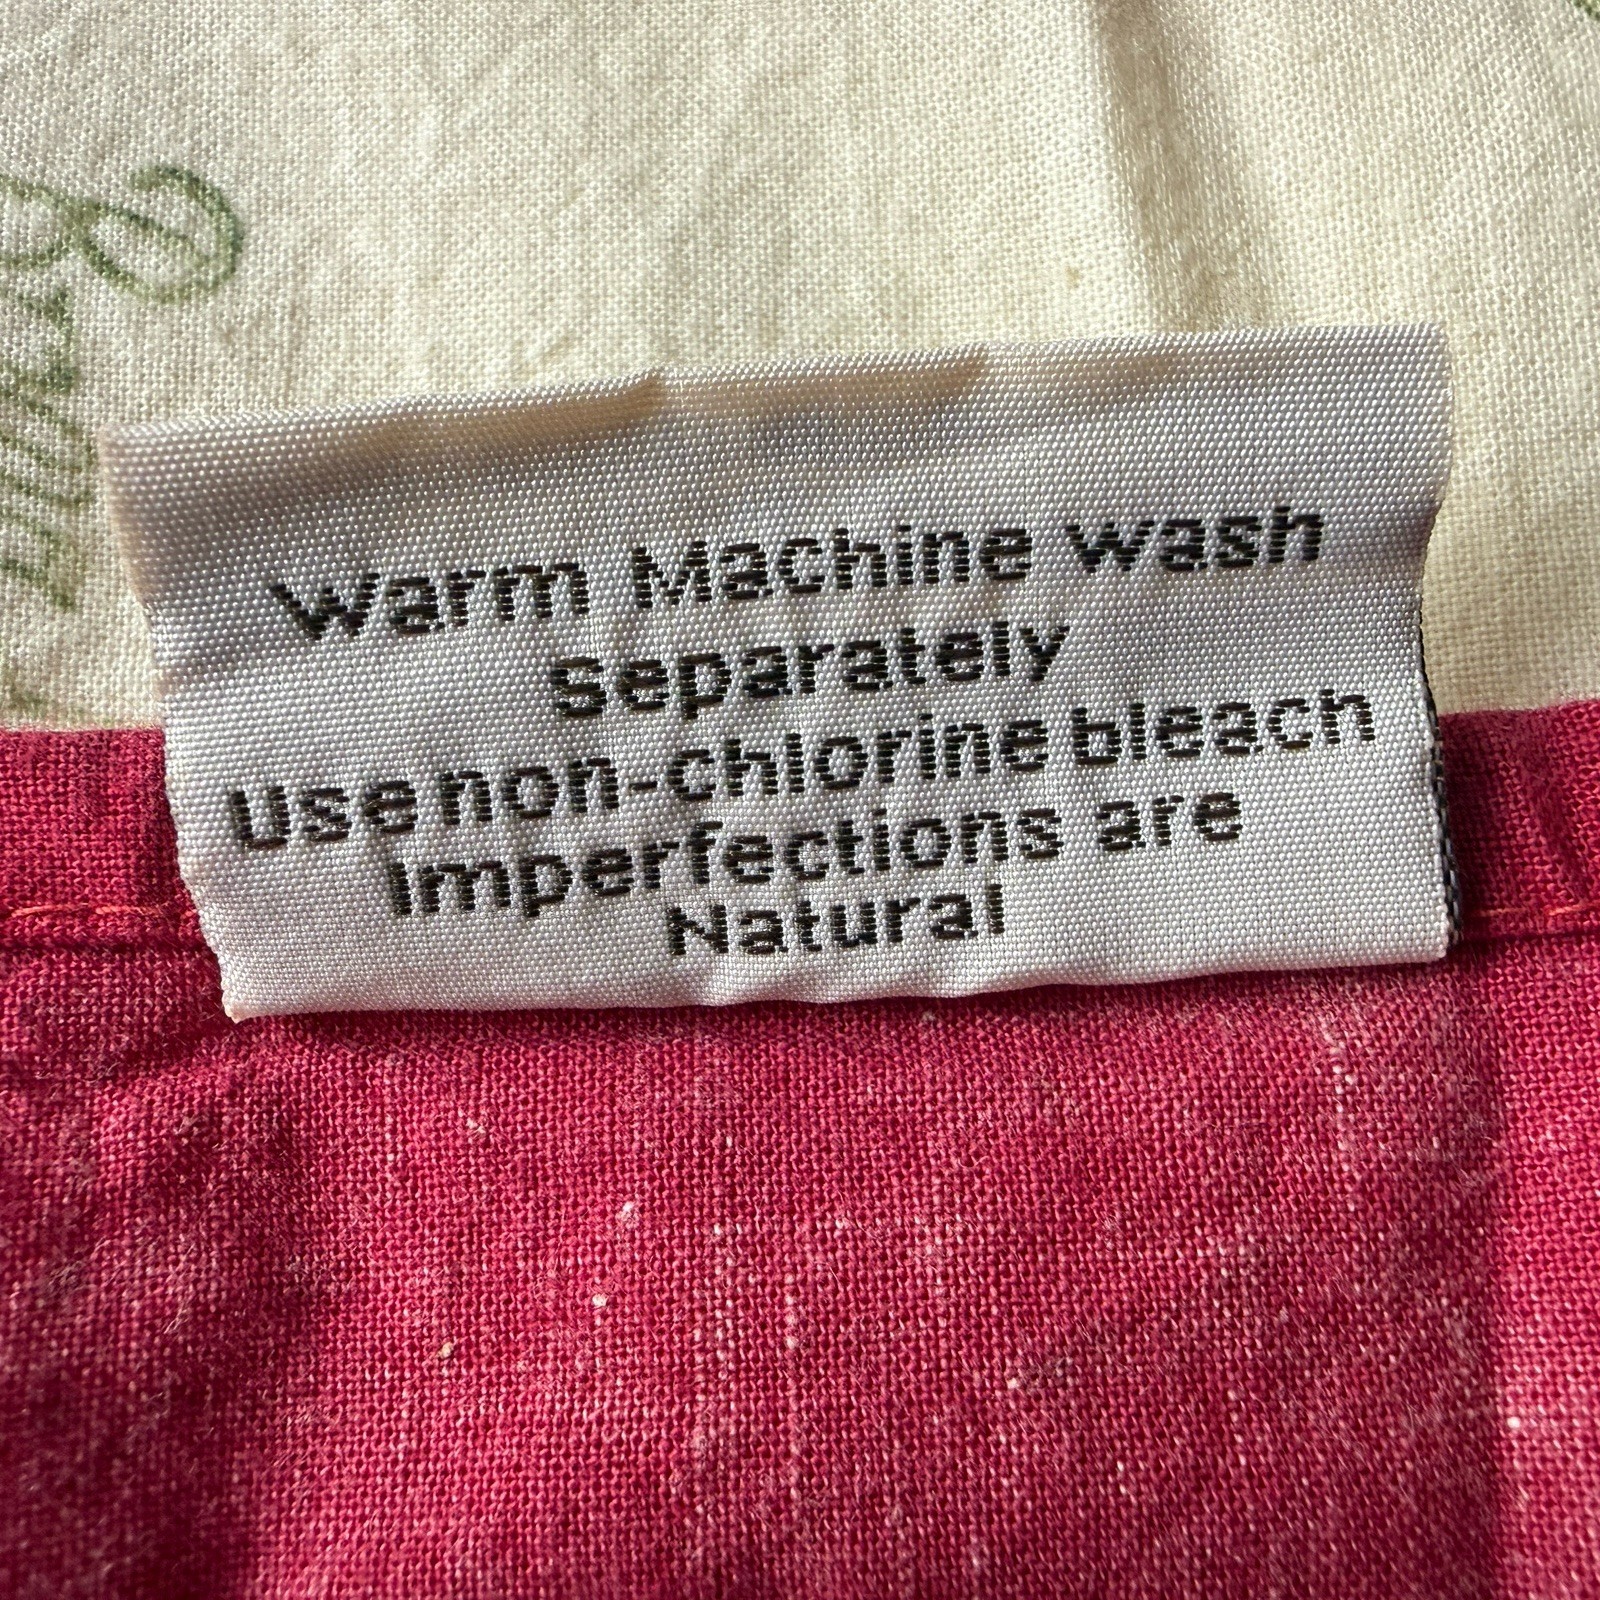 Warm Machine wash
Separately
Use non-chlorine bleach
Imperfections are
Natural